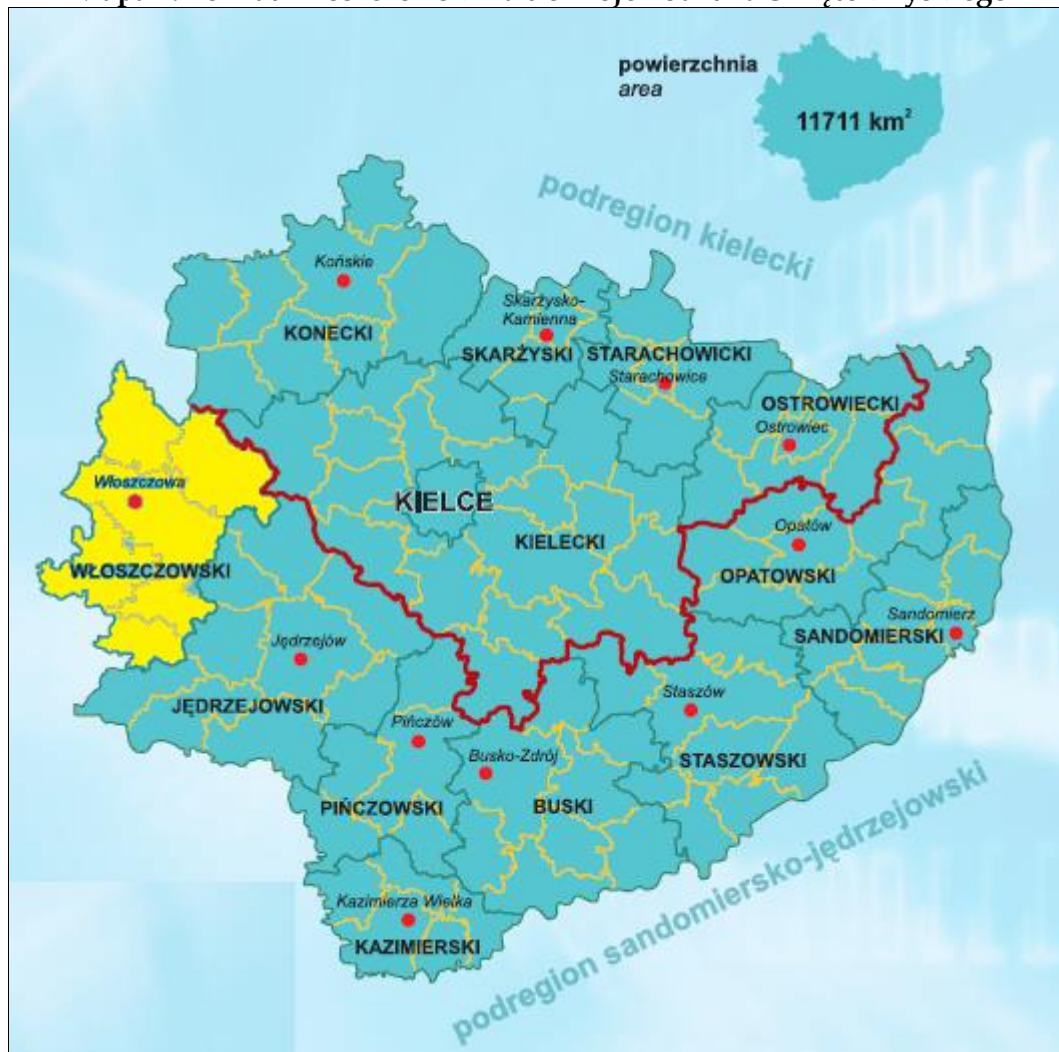 powierzchnia
area
11711 km²
podregion kielecki
Końskie
KONECKI
Skarżysko-
Kamienna
SKARŻYSKI
STARACHOWICKI
Starachowice
OSTROWIECKI
Ostrowiec
Włoszczowa
KIELCE
KIELECKI
Opatów
OPATOWSKI
WŁOSZCZOWSKI
Sandomierz
SANDOMIERSKI
Jędrzejów
JĘDRZEJOWSKI
Staszów
STASZOWSKI
Pińczów
PIŃCZOWSKI
Busko-Zdrój
BUSKI
Kazimierza Wielka
KAZIMIERSKI
podregion sandomiersko-jędrzejowski